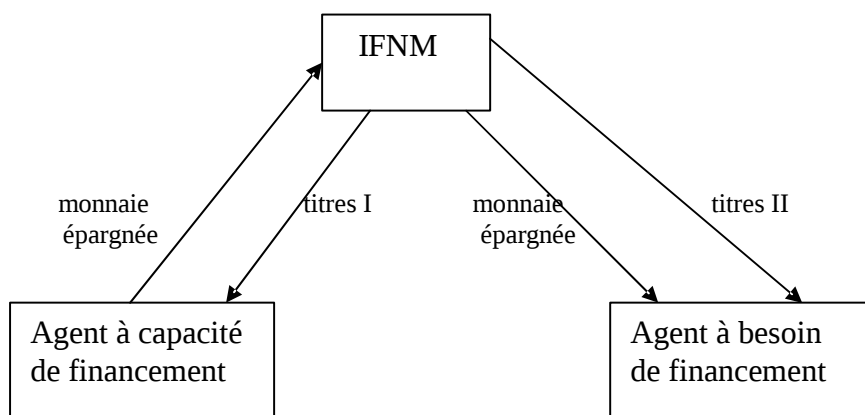 IFNM
monnaie
épargnée
titres I
monnaie
épargnée
titres II
Agent à capacité
de financement
Agent à besoin
de financement